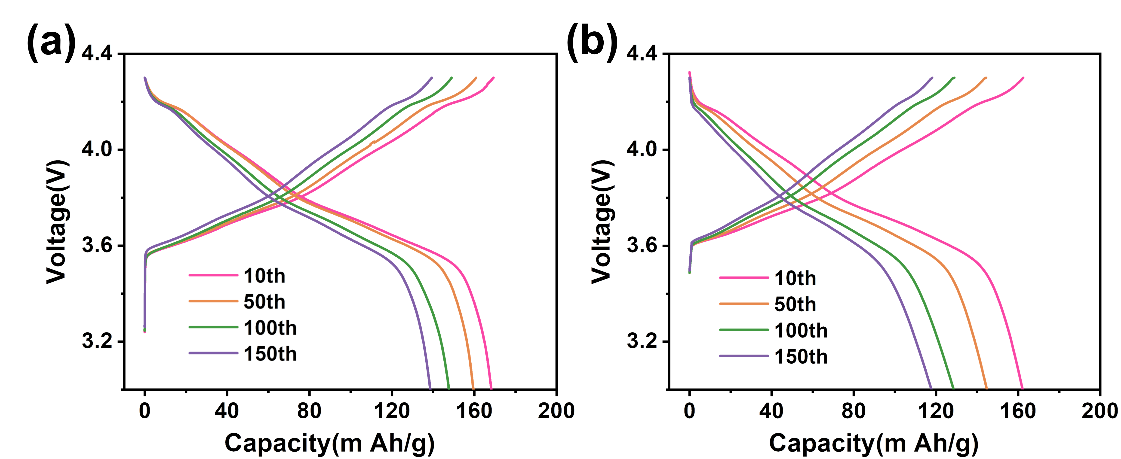 (a)
4.4
4.0
3.6
3.2
Voltage(V)
10th
50th
100th
150th
0
40
80
120
160
200
Capacity(m Ah/g)
(b)
4.4
4.0
3.6
3.2
Voltage(V)
10th
50th
100th
150th
0
40
80
120
160
200
Capacity(m Ah/g)